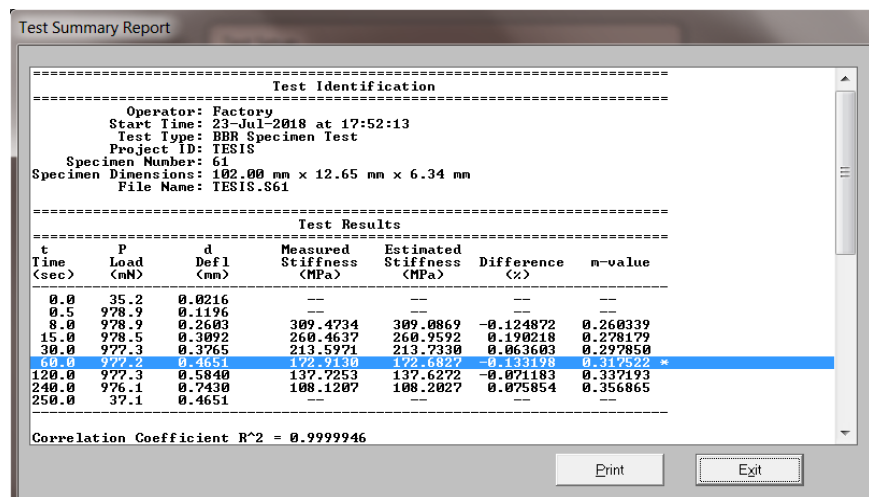 Test Summary Report
Test Identification
Operator: Factory
Start Time: 23-Jul-2018 at 17:52:13
Test Type: BBR Specimen Test
Project ID: TESIS
Specimen Number: 61
Specimen Dimensions: 102.00 mm x 12.65 mm x 6.34 mm
File Name: TESIS.S61
Test Results
t P d Measured Estimated
Time Load Defl Stiffness Stiffness Difference m-value
(sec) (mN) (mm) (MPa) (MPa) (%)
0.0 35.2 0.0216 -- -- -- --
0.5 978.9 0.1196 -- -- -- --
8.0 978.9 0.2603 309.4734 309.0869 -0.124872 0.260339
15.0 978.5 0.3092 260.4637 260.9592 0.190218 0.278179
30.0 977.3 0.3765 213.5971 213.7330 0.063603 0.297850
60.0 977.2 0.4651 172.9130 172.6827 -0.133198 0.317522 *
120.0 977.3 0.5840 137.7253 137.6272 -0.071183 0.337193
240.0 976.1 0.7430 108.1207 108.2027 0.075854 0.356865
250.0 37.1 0.4651 -- -- -- --
Correlation Coefficient R^2 = 0.9999946
Print Exit